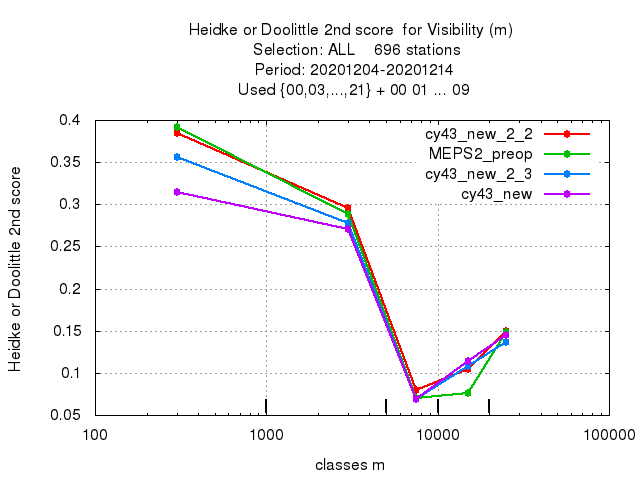 Heidke or Doolittle 2nd score  for Visibility (m)
Selection: ALL    696 stations
Period: 20201204-20201214
Used {00,03,...,21} + 00 01 ... 09
0.4
0.35
0.3
0.25
0.2
0.15
0.1
0.05
Heidke or Doolittle 2nd score
cy43_new_2_2
MEPS2_preop
cy43_new_2_3
cy43_new
100 1000 10000 100000
classes m